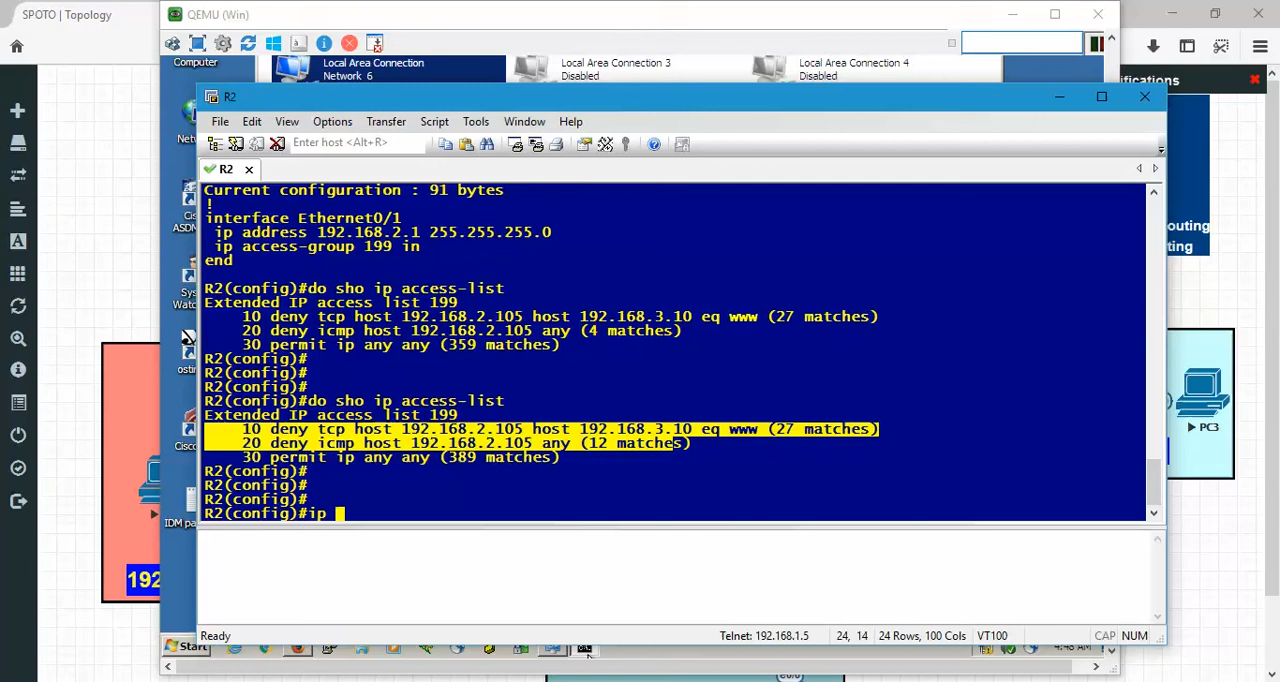 SPOTO | Topology
QEMU (Win)
Computer
Local Area Connection
Network 6
Local Area Connection 3
Disabled
Local Area Connection 4
Disabled
R2
File Edit View Options Transfer Script Tools Window Help
Enter host <Alt+R>
R2
Current configuration : 91 bytes
!
interface Ethernet0/1
ip address 192.168.2.1 255.255.255.0
ip access-group 199 in
end
R2(config)#do sho ip access-list
Extended IP access list 199
10 deny tcp host 192.168.2.105 host 192.168.3.10 eq www (27 matches)
20 deny icmp host 192.168.2.105 any (4 matches)
30 permit ip any any (359 matches)
R2(config)#
R2(config)#
R2(config)#
R2(config)#do sho ip access-list
Extended IP access list 199
10 deny tcp host 192.168.2.105 host 192.168.3.10 eq www (27 matches)
20 deny icmp host 192.168.2.105 any (12 matches)
30 permit ip any any (389 matches)
R2(config)#
R2(config)#
R2(config)#
R2(config)#ip
Ready
Telnet: 192.168.1.5
24, 14
24 Rows, 100 Cols
VT100
CAP
NUM
Start
PC3
192
e0/0